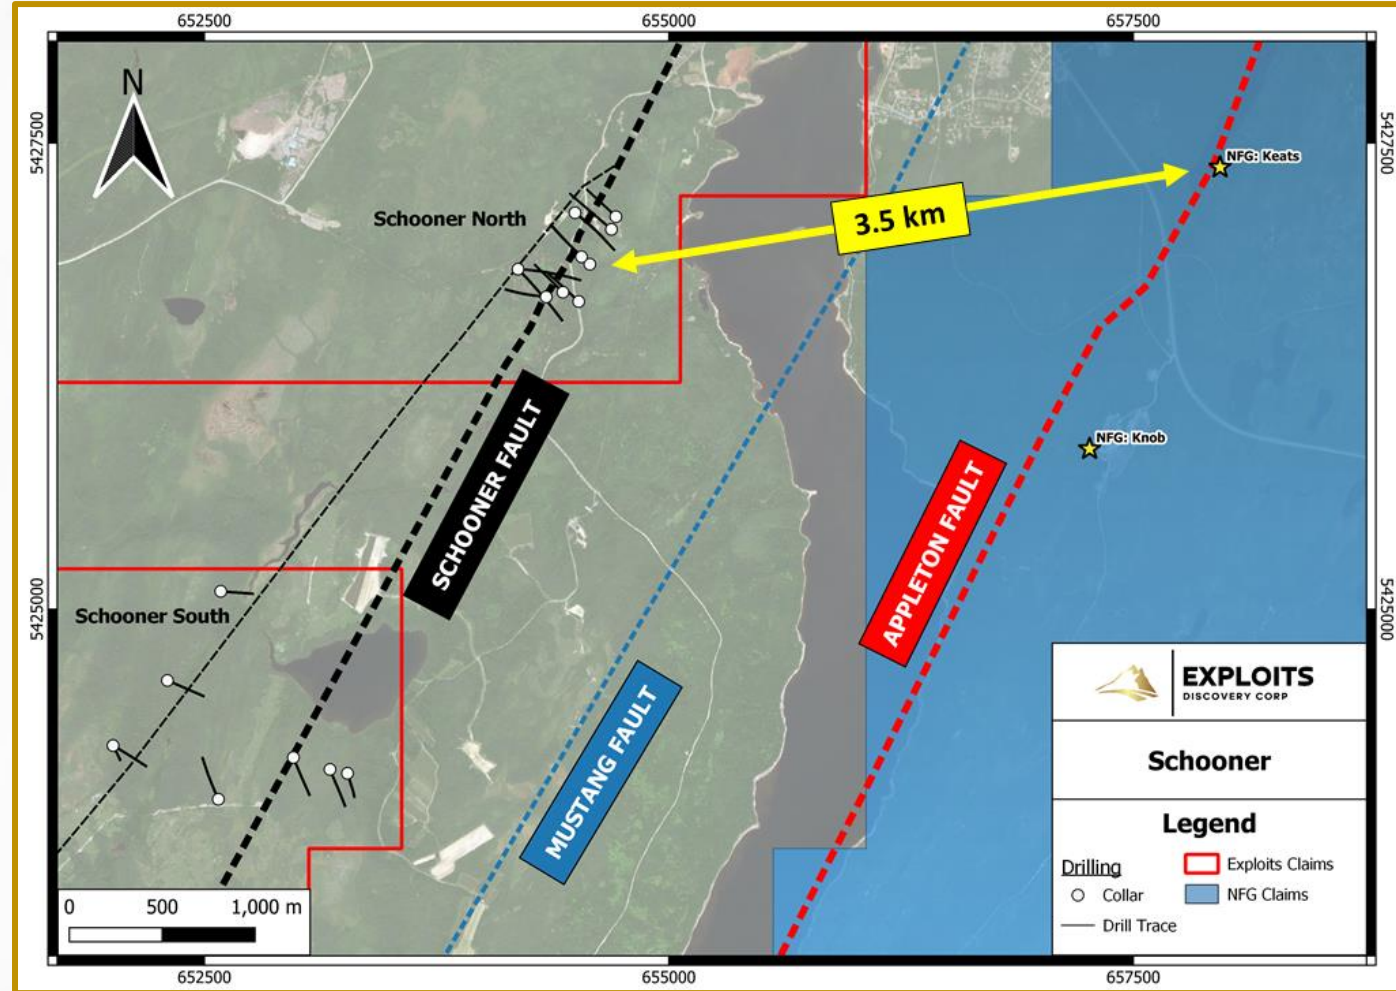 652500
655000
657500
N
5427500
5427500
NFG: Keats
Schooner North
3.5 km
SCHOONER FAULT
NFG: Knob
APPLETON FAULT
5425000
5425000
Schooner South
MUSTANG FAULT
EXPLOITS
DISCOVERY CORP
Schooner
Legend
Drilling
Collar
Drill Trace
Exploits Claims
NFG Claims
0 500 1,000 m
652500
655000
657500